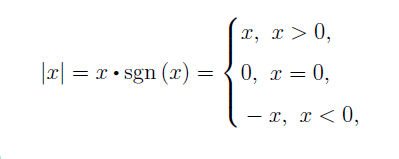 x, x > 0,
|x| = x • sgn (x) = { 0, x = 0,
− x, x < 0,